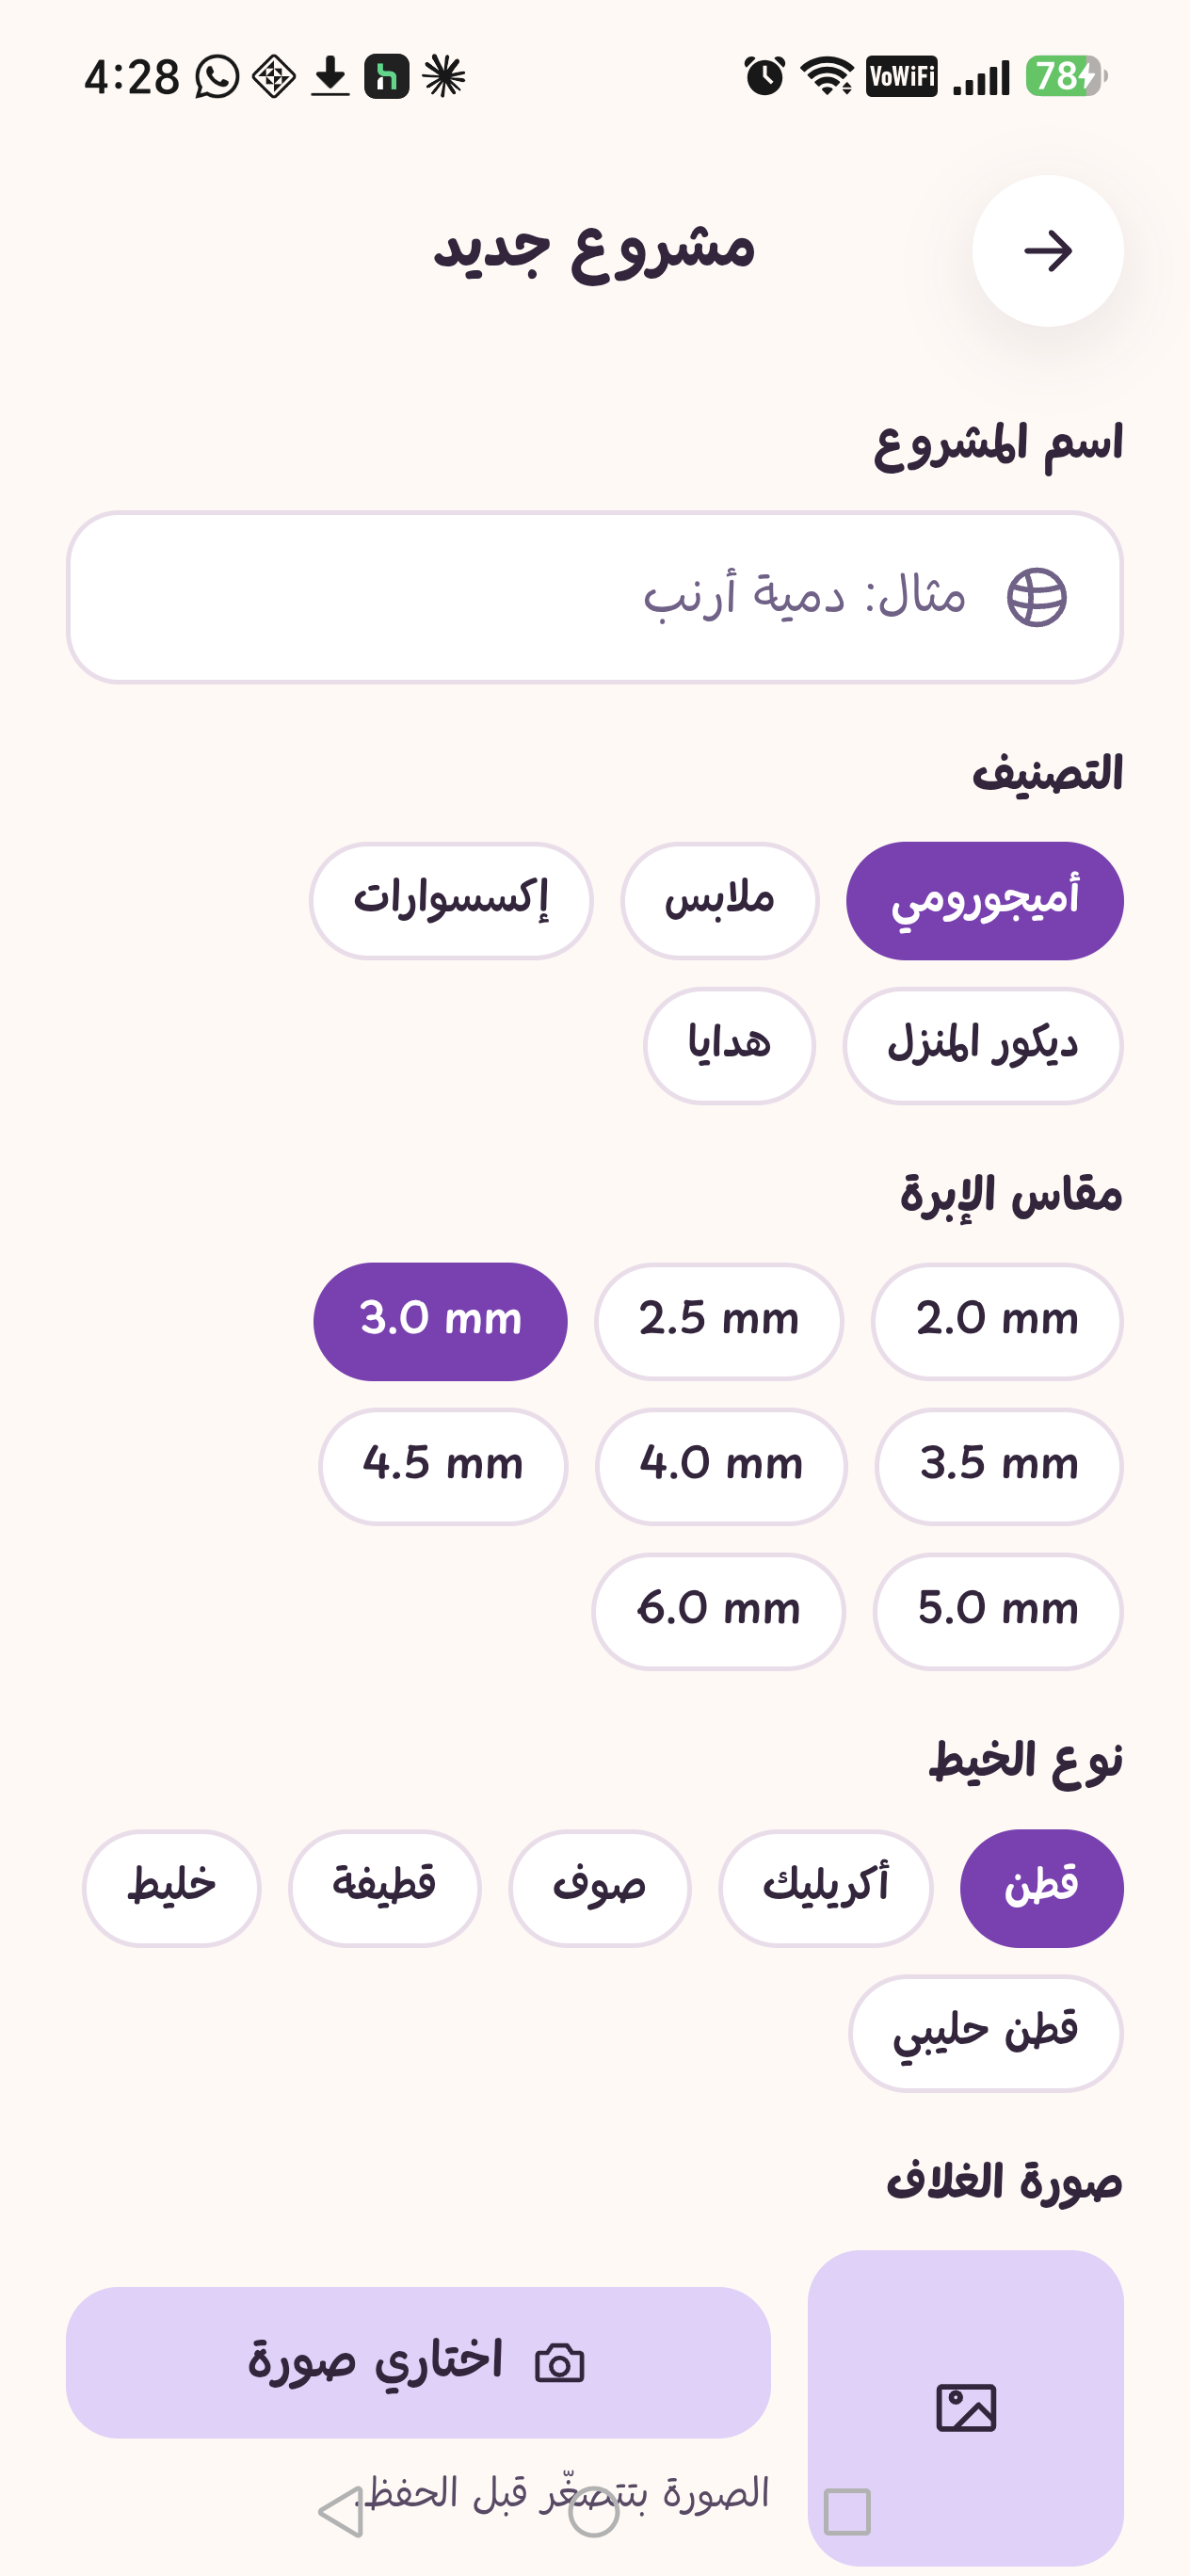 4:28
VoWiFi
78
مشروع جديد
اسم المشروع
مثال: دمية أرنب
التصنيف
أميجورومي ملابس إكسسوارات
ديكور المنزل هدايا
مقاس الإبرة
2.0 mm 2.5 mm 3.0 mm
3.5 mm 4.0 mm 4.5 mm
5.0 mm 6.0 mm
نوع الخيط
قطن أكريليك صوف قطيفة خليط
قطن حليبي
صورة الغلاف
اختاري صورة
الصورة بتتصغّر قبل الحفظ.